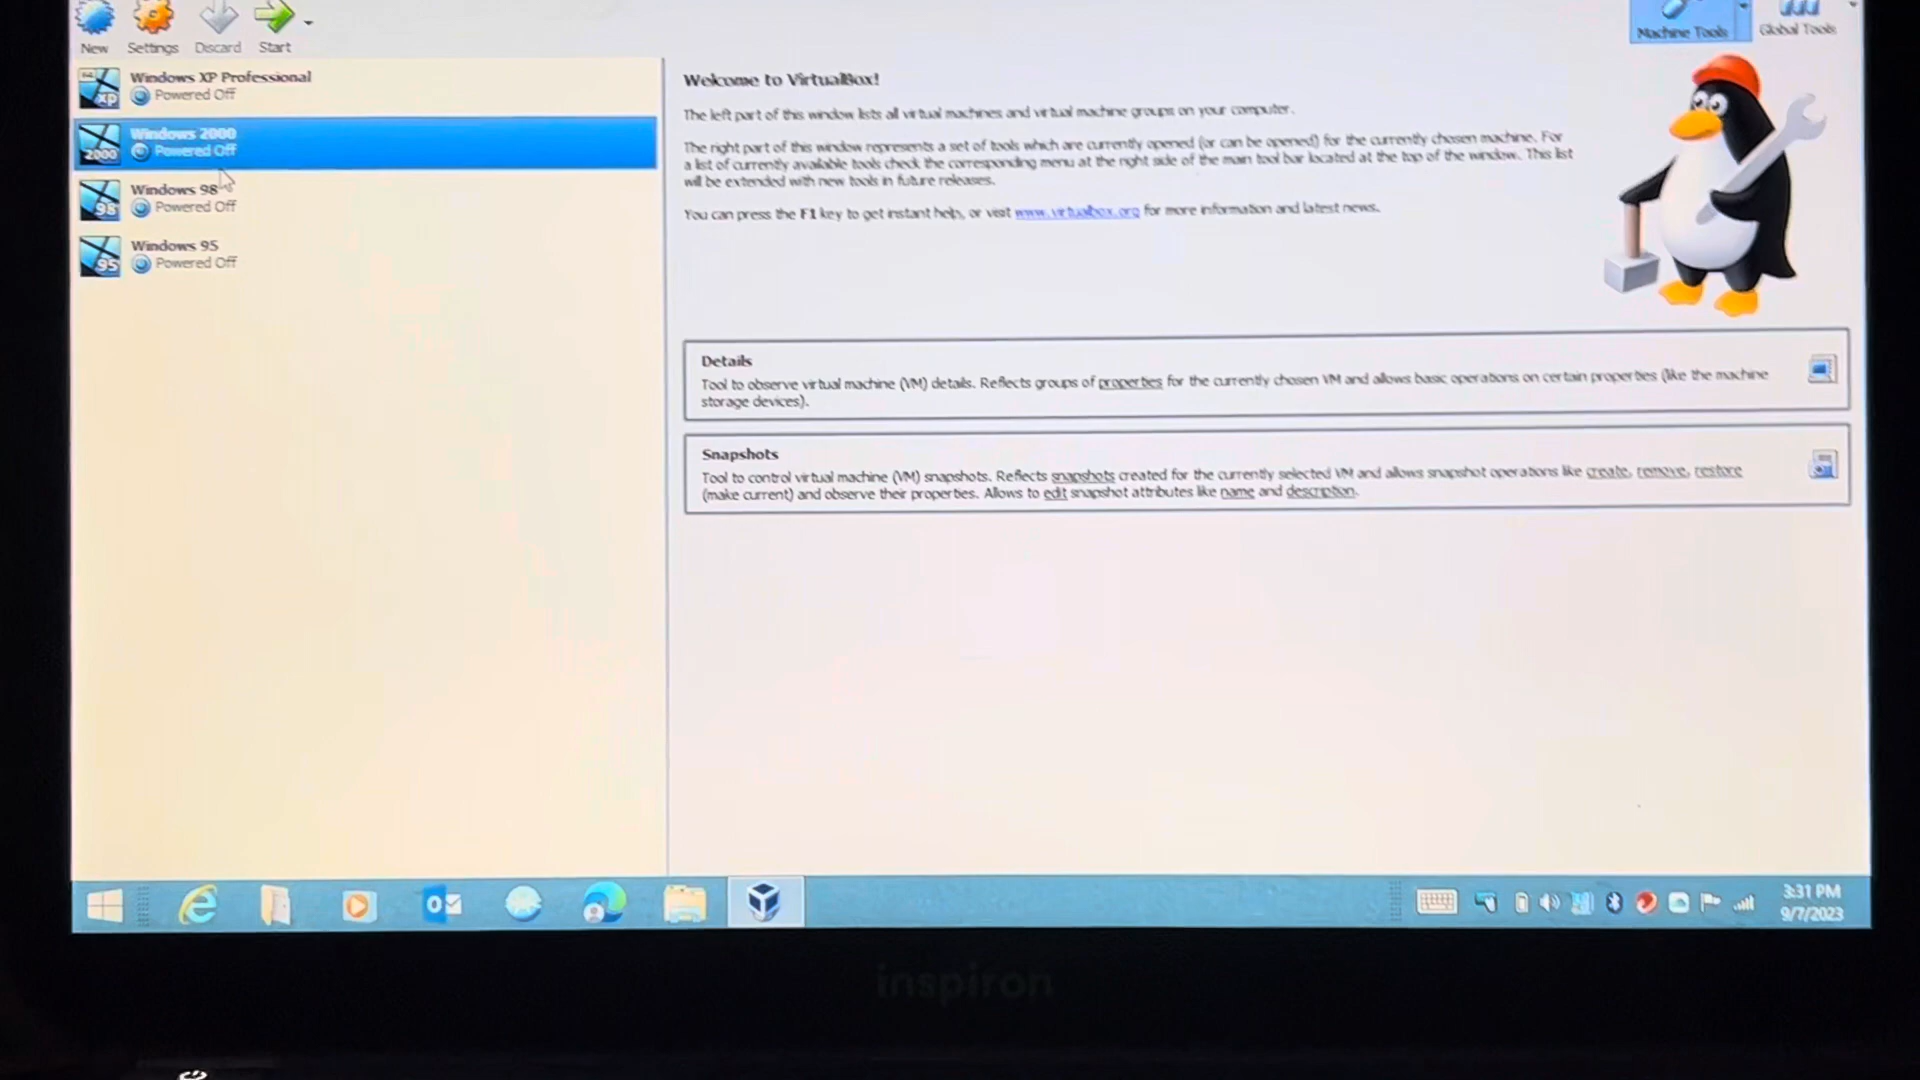 New Settings Discard Start
Machine Tools Global Tools
64
XP
Windows XP Professional
Powered Off
2000
Windows 2000
Powered Off
98
Windows 98
Powered Off
95
Windows 95
Powered Off
Welcome to VirtualBox!
The left part of this window lists all virtual machines and virtual machine groups on your computer.
The right part of this window represents a set of tools which are currently opened (or can be opened) for the currently chosen machine. For
a list of currently available tools check the corresponding menu at the right side of the main tool bar located at the top of the window. This list
will be extended with new tools in future releases.
You can press the F1 key to get instant help, or visit www.virtualbox.org for more information and latest news.
Details
Tool to observe virtual machine (VM) details. Reflects groups of properties for the currently chosen VM and allows basic operations on certain properties (like the machine
storage devices).
Snapshots
Tool to control virtual machine (VM) snapshots. Reflects snapshots created for the currently selected VM and allows snapshot operations like create, remove, restore
(make current) and observe their properties. Allows to edit snapshot attributes like name and description.
3:31 PM
9/7/2023
inspiron